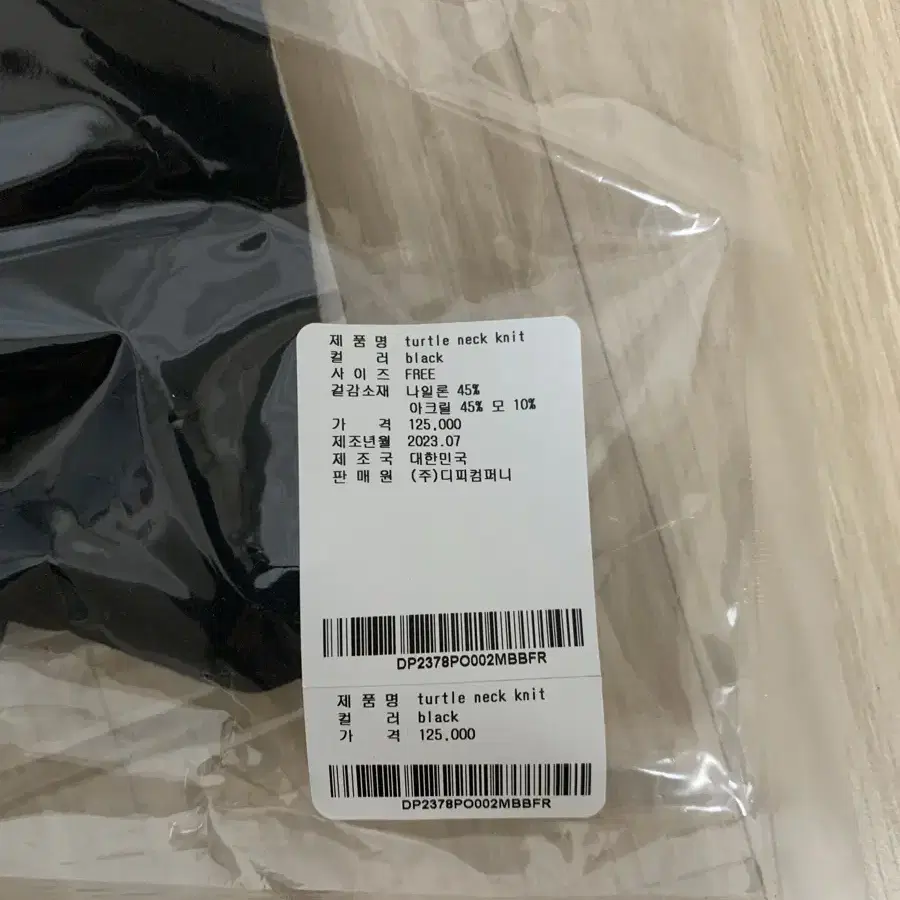 제 품 명 turtle neck knit
컬 러 black
사 이 즈 FREE
겉감소재 나일론 45%
아크릴 45% 모 10%
가 격 125,000
제조년월 2023.07
제 조 국 대한민국
판 매 원 (주)디피컴퍼니
DP2378PO002MBBFR
제 품 명 turtle neck knit
컬 러 black
가 격 125,000
DP2378PO002MBBFR